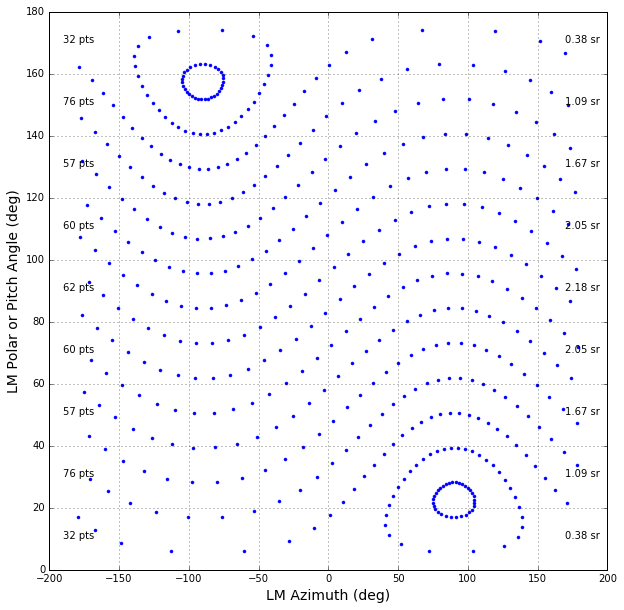 180
32 pts 0.38 sr
160
76 pts 1.09 sr
140
57 pts 1.67 sr
120
60 pts 2.05 sr
100
62 pts 2.18 sr
80
60 pts 2.05 sr
60
57 pts 1.67 sr
40
76 pts 1.09 sr
20
32 pts 0.38 sr
0
LM Polar or Pitch Angle (deg)
−200 −150 −100 −50 0 50 100 150 200
LM Azimuth (deg)